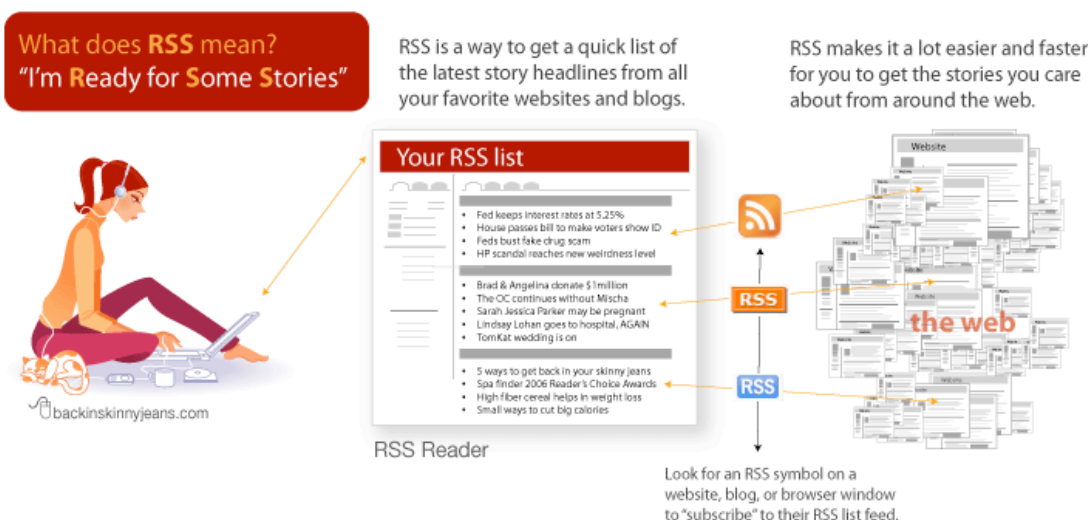 What does RSS mean?
“I’m Ready for Some Stories”
RSS is a way to get a quick list of
the latest story headlines from all
your favorite websites and blogs.
RSS makes it a lot easier and faster
for you to get the stories you care
about from around the web.
Your RSS list
• Fed keeps interest rates at 5.25%
• House passes bill to make voters show ID
• Feds bust fake drug scam
• HP scandal reaches new weirdness level
• Brad & Angelina donate $1million
• The OC continues without Mischa
• Sarah Jessica Parker may be pregnant
• Lindsay Lohan goes to hospital, AGAIN
• TomKat wedding is on
• 5 ways to get back in your skinny jeans
• Spa finder 2006 Reader's Choice Awards
• High fiber cereal helps in weight loss
• Small ways to cut big calories
RSS Reader
backinskinnyjeans.com
RSS
RSS
Website
the web
Look for an RSS symbol on a
website, blog, or browser window
to “subscribe” to their RSS list feed.